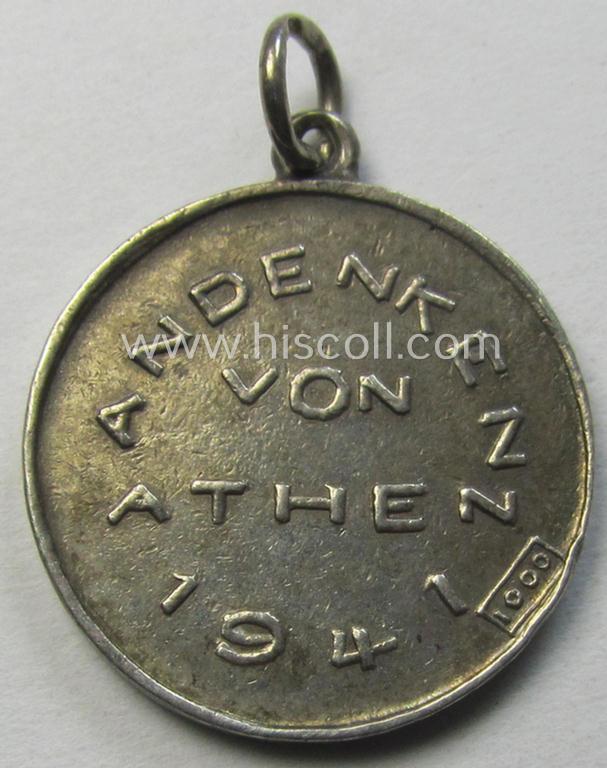 ANDENKEN
www.hiscoll.com
VON
ATHEN
1941
1000